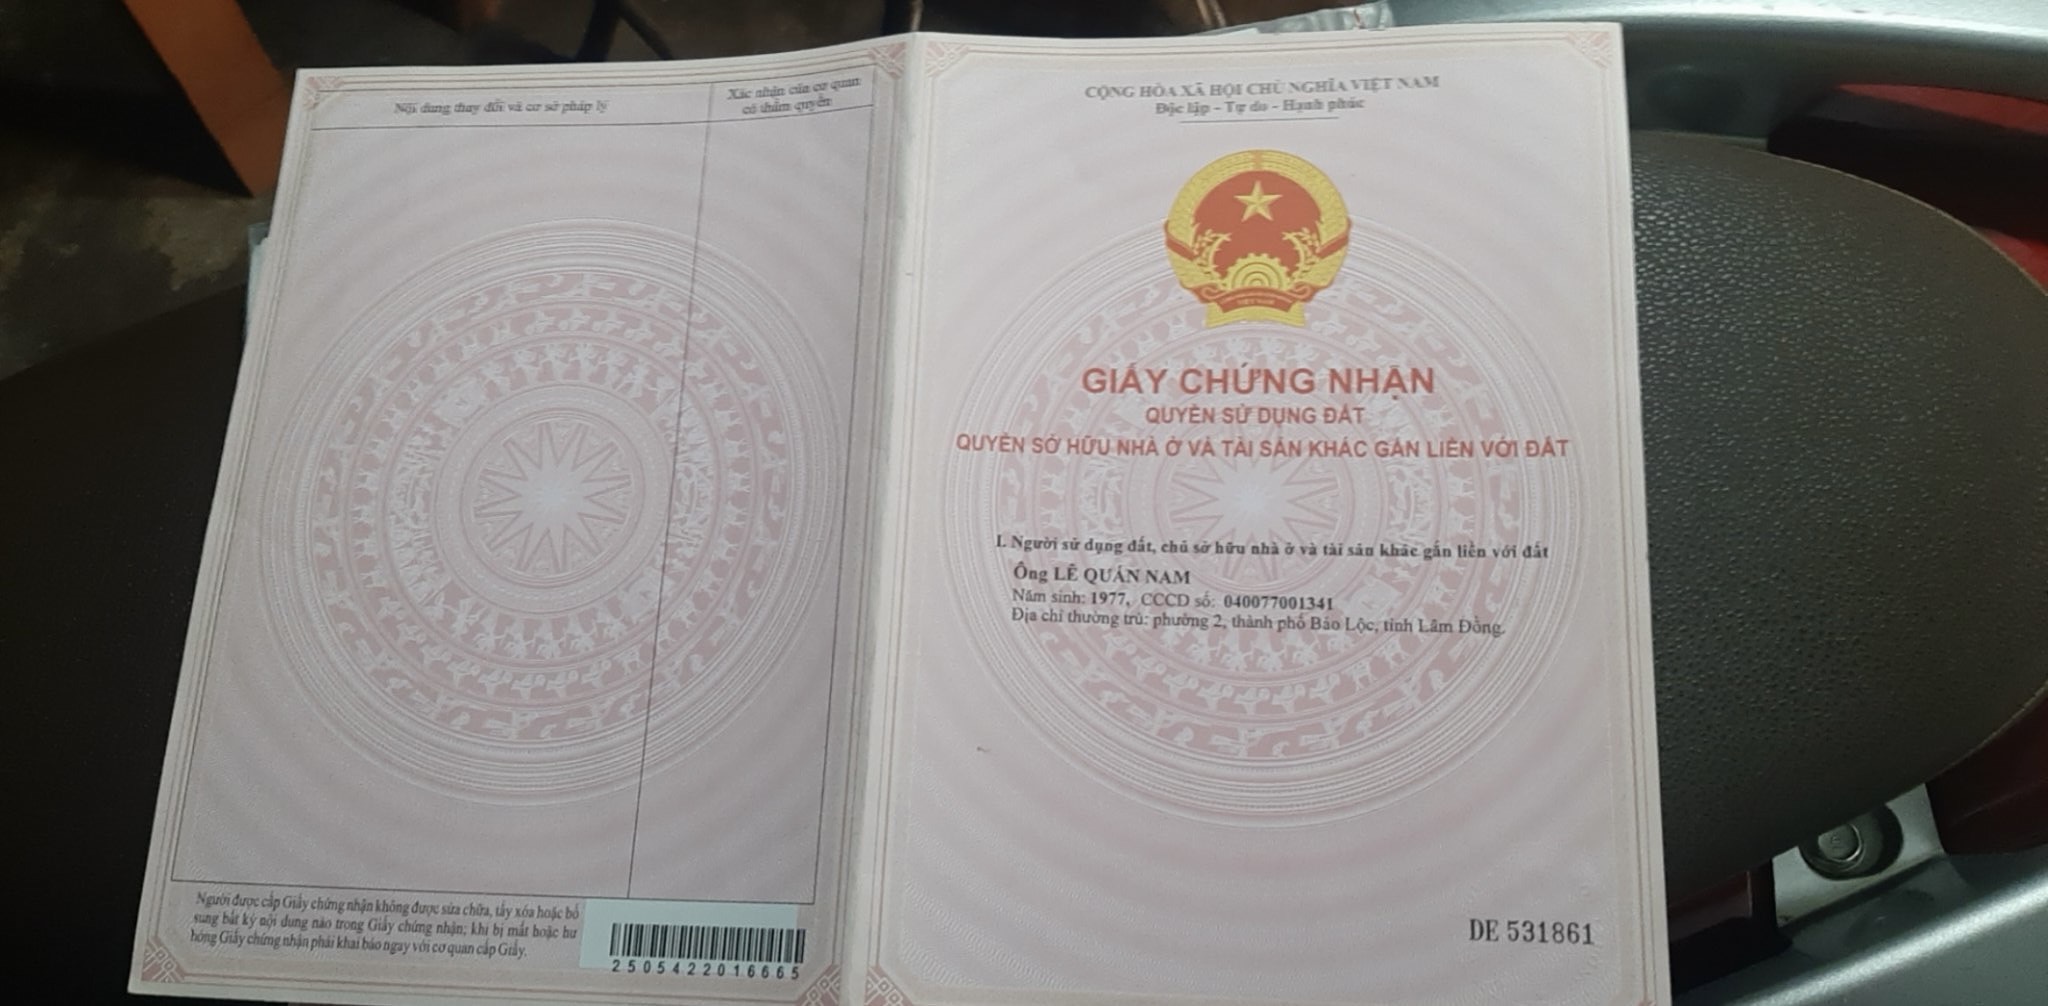 Nội dung thay đổi và cơ sở pháp lý
Xác nhận của cơ quan
có thẩm quyền
Người được cấp Giấy chứng nhận không được sửa chữa, tẩy xóa hoặc bổ
sung bất kỳ nội dung nào trong Giấy chứng nhận; khi bị mất hoặc hư
hỏng Giấy chứng nhận phải khai báo ngay với cơ quan cấp Giấy.
2505422016665
CỘNG HÒA XÃ HỘI CHỦ NGHĨA VIỆT NAM
Độc lập - Tự do - Hạnh phúc
VIỆT NAM
GIẤY CHỨNG NHẬN
QUYỀN SỬ DỤNG ĐẤT
QUYỀN SỞ HỮU NHÀ Ở VÀ TÀI SẢN KHÁC GẮN LIỀN VỚI ĐẤT
I. Người sử dụng đất, chủ sở hữu nhà ở và tài sản khác gắn liền với đất
Ông LÊ QUÁN NAM
Năm sinh: 1977, CCCD số: 040077001341
Địa chỉ thường trú: phường 2, thành phố Bảo Lộc, tỉnh Lâm Đồng.
DE 531861